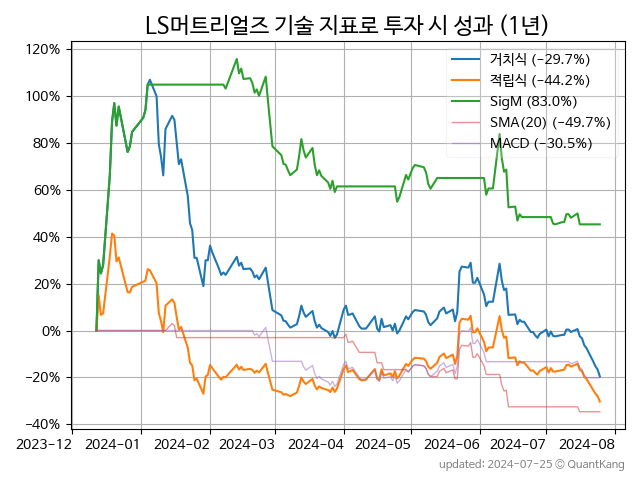 LS머트리얼즈 기술 지표로 투자 시 성과 (1년)
120%
100%
80%
60%
40%
20%
0%
−20%
−40%
거치식 (−29.7%)
적립식 (−44.2%)
SigM (83.0%)
SMA(20) (−49.7%)
MACD (−30.5%)
2023-12 2024-01 2024-02 2024-03 2024-04 2024-05 2024-06 2024-07 2024-08
updated: 2024-07-25 © QuantKang